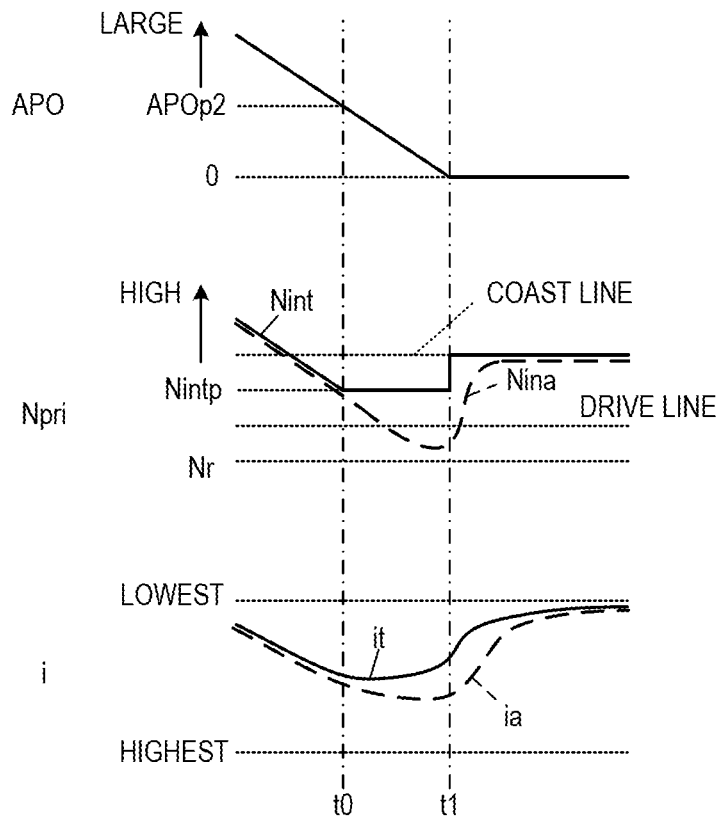 LARGE
APO
APOp2
0
HIGH
Nint
COAST LINE
Nintp
Nina
Npri
DRIVE LINE
Nr
LOWEST
it
i
ia
HIGHEST
t0
t1